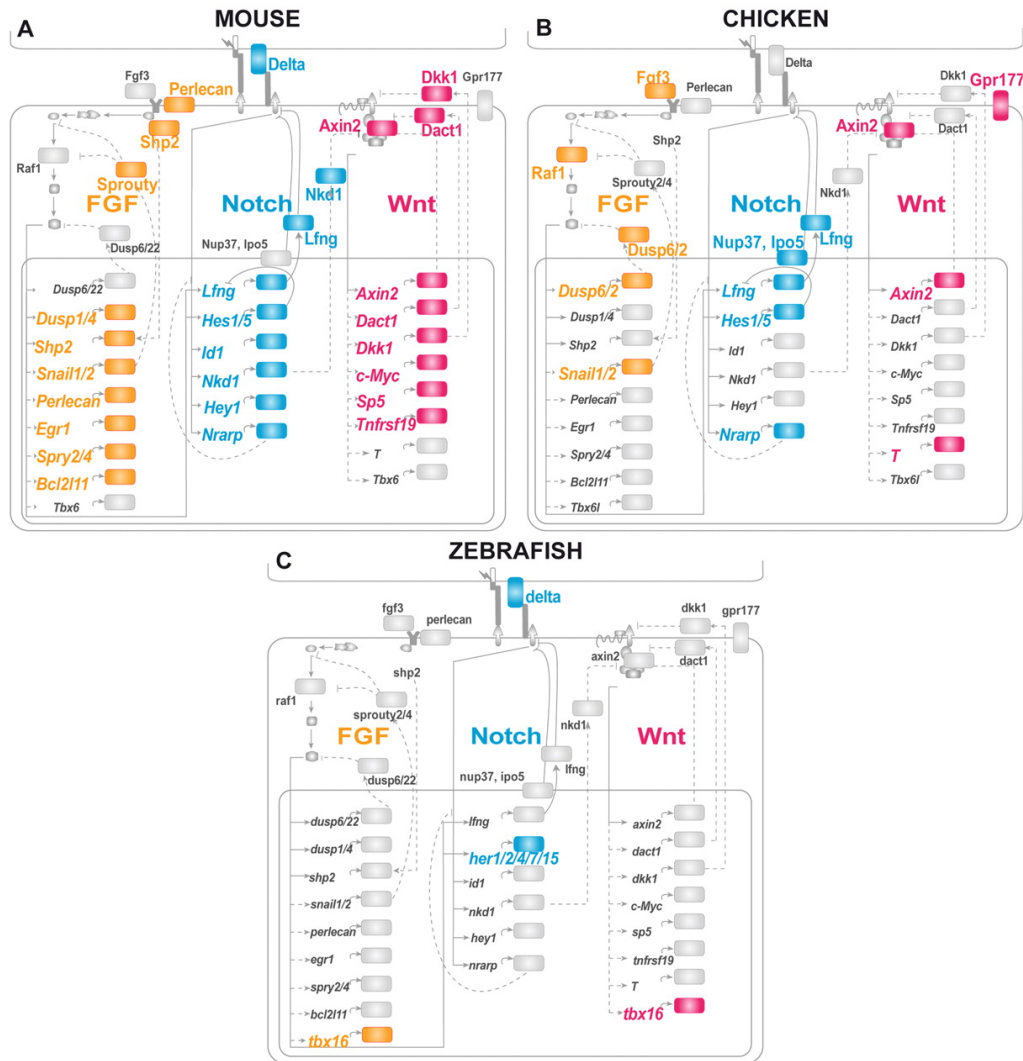 A
MOUSE
Fgf3
Perlecan
Delta
Dkk1
Gpr177
Shp2
Axin2
Dact1
Raf1
Sprouty
Nkd1
FGF
Notch
Wnt
Lfng
Dusp6/22
Nup37, Ipo5
Dusp6/22
Dusp1/4
Shp2
Snail1/2
Perlecan
Egr1
Spry2/4
Bcl2l11
Tbx6
Lfng
Hes1/5
Id1
Nkd1
Hey1
Nrarp
Axin2
Dact1
Dkk1
c-Myc
Sp5
Tnfrsf19
T
Tbx6
B
CHICKEN
Fgf3
Perlecan
Delta
Dkk1
Gpr177
Shp2
Axin2
Dact1
Raf1
Sprouty2/4
Nkd1
FGF
Notch
Wnt
Lfng
Dusp6/2
Nup37, Ipo5
Dusp6/2
Dusp1/4
Shp2
Snail1/2
Perlecan
Egr1
Spry2/4
Bcl2l11
Tbx6l
Lfng
Hes1/5
Id1
Nkd1
Hey1
Nrarp
Axin2
Dact1
Dkk1
c-Myc
Sp5
Tnfrsf19
T
Tbx6l
C
ZEBRAFISH
fgf3
perlecan
delta
dkk1
gpr177
shp2
axin2
dact1
raf1
sprouty2/4
nkd1
FGF
Notch
Wnt
lfng
dusp6/22
nup37, ipo5
dusp6/22
dusp1/4
shp2
snail1/2
perlecan
egr1
spry2/4
bcl2l11
tbx16
lfng
her1/2/4/7/15
id1
nkd1
hey1
nrarp
axin2
dact1
dkk1
c-Myc
sp5
tnfrsf19
T
tbx16